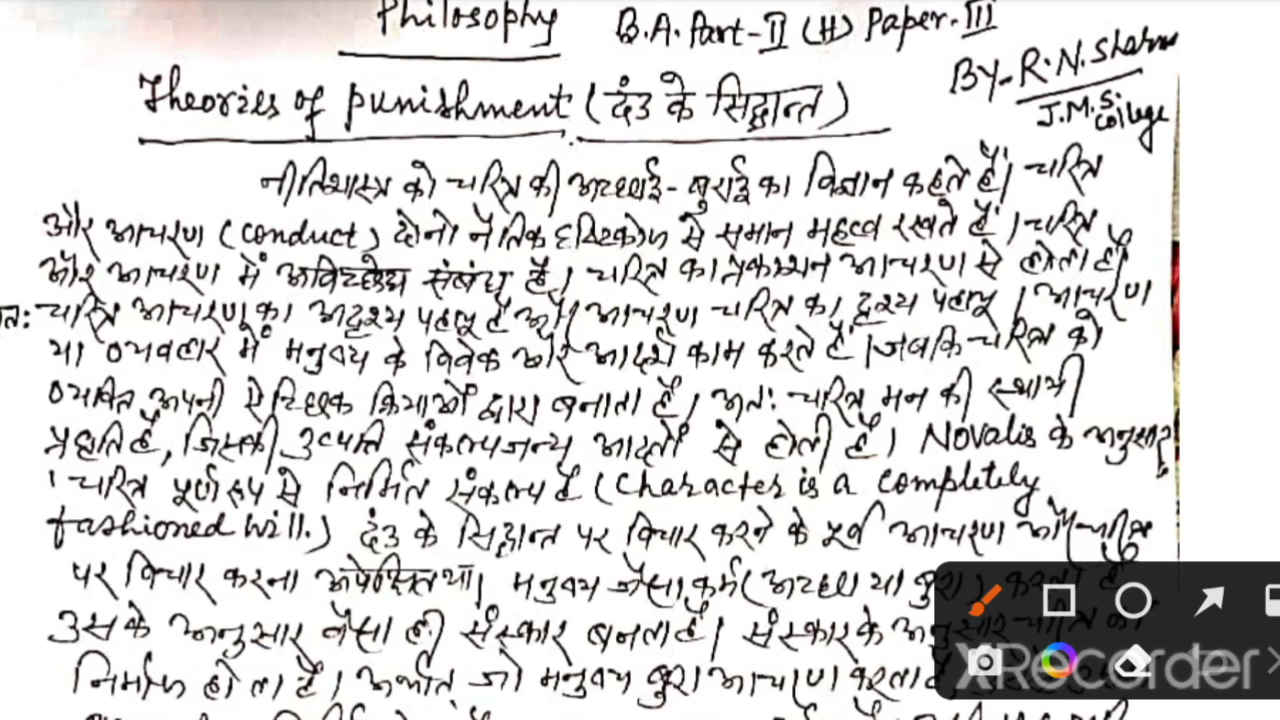 Philosophy B.A. Part-II (H) Paper-III
BY- R.N. Sharma
J.M.S. College
Theories of punishment (दंड के सिद्धान्त)
नीतिशास्त्र को चरित्र की अच्छाई-बुराई का विज्ञान कहते हैं। चरित्र
और आचरण (conduct) दोनों नैतिक दृष्टिकोण से समान महत्व रखते हैं। चरित्र
और आचरण में अविच्छेद्य संबंध है। चरित्र का प्रकाशन आचरण से होता है।
अतः चरित्र आचरण का अदृश्य पहलू है और आचरण चरित्र का दृश्य पहलू। आचरण
या व्यवहार में मनुष्य के विवेक और आदर्श काम करते हैं। जबकि चरित्र को
व्यक्ति अपनी ऐच्छिक क्रियाओं द्वारा बनाता है। अतः चरित्र मन की स्थायी
प्रवृति है, जिसकी उत्पत्ति संकल्पजन्य आदतों से होती है। Novalis के अनुसार,
'चरित्र पूर्ण रूप से निर्मित संकल्प है (Character is a completely
fashioned will.) दंड के सिद्धान्त पर विचार करने के पूर्व आचरण और चरित्र
पर विचार करना अपेक्षित था। मनुष्य जैसा कर्म (अच्छा या बुरा) करता है
उसके अनुसार वैसा ही संस्कार बनता है। संस्कार के अनुसार चरित्र का
निर्माण होता है। अर्थात जो मनुष्य बुरा आचरण करता है
XRecorder